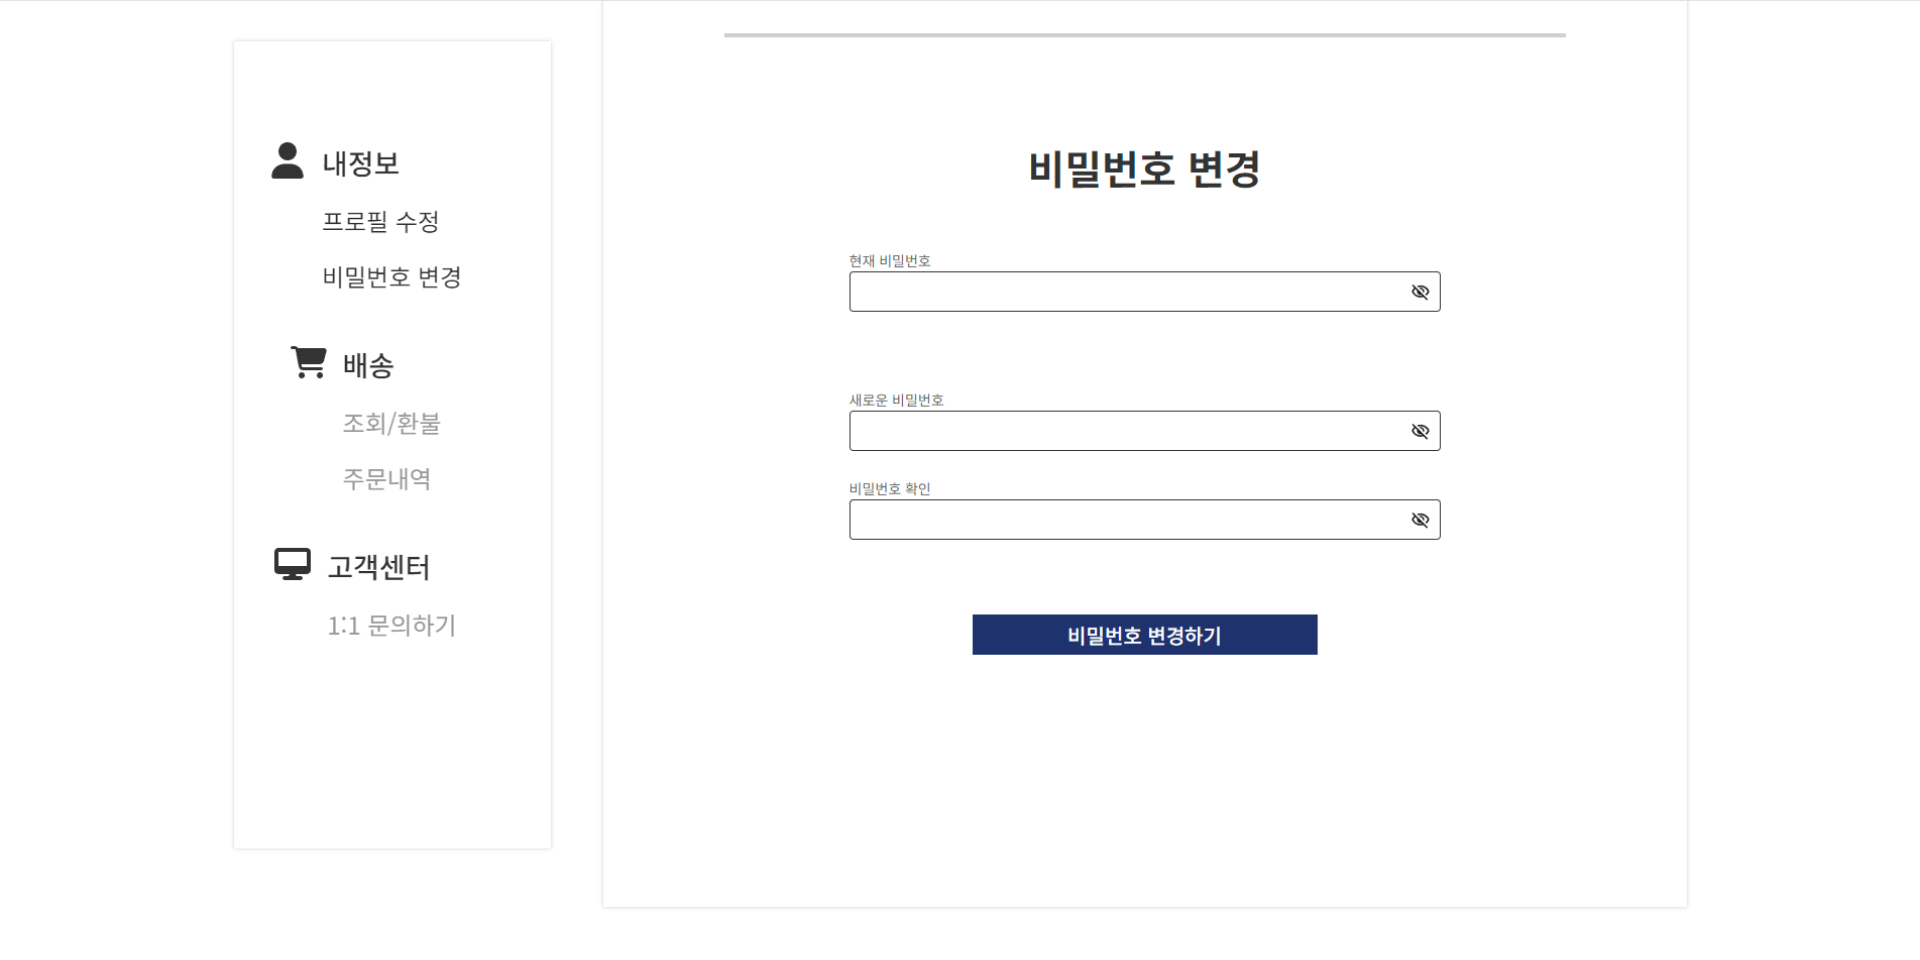 내정보
프로필 수정
비밀번호 변경
배송
조회/환불
주문내역
고객센터
1:1 문의하기
비밀번호 변경
현재 비밀번호
새로운 비밀번호
비밀번호 확인
비밀번호 변경하기